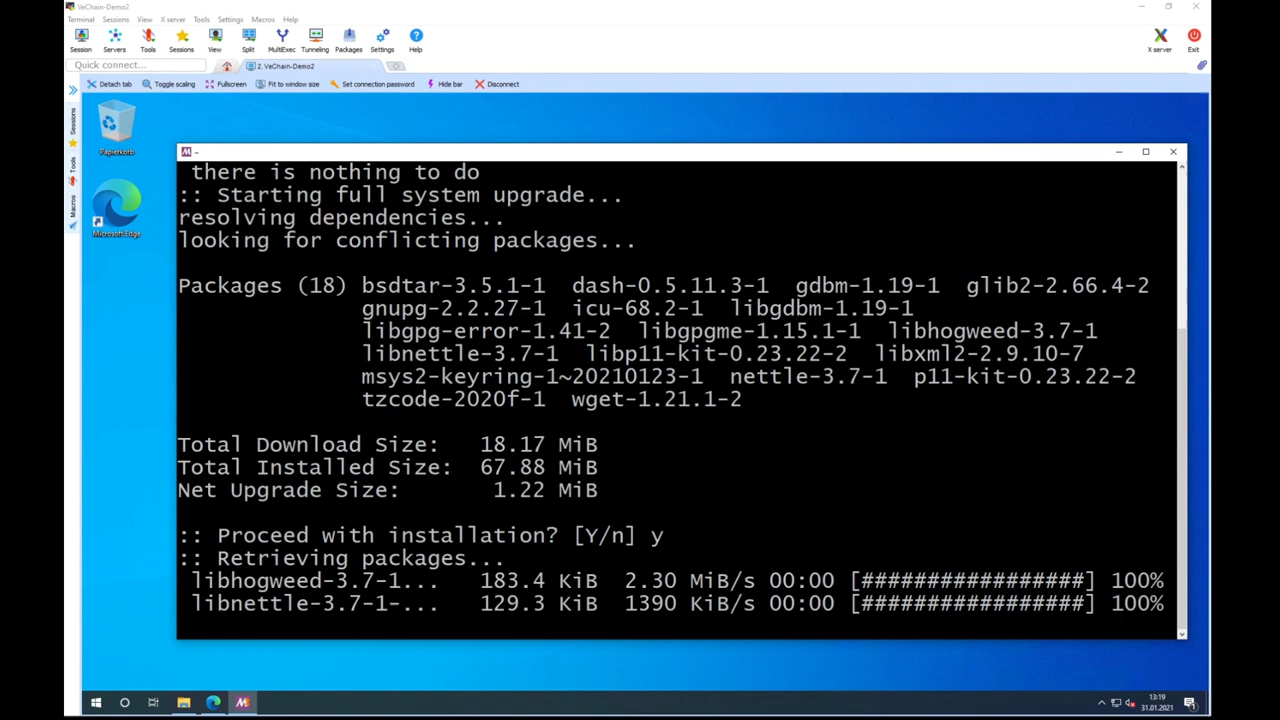 VeChain-Demo2
Terminal Sessions View X server Tools Settings Macros Help
Session Servers Tools Sessions View Split MultiExec Tunneling Packages Settings Help X server Exit
Quick connect... 2. VeChain-Demo2
Detach tab Toggle scaling Fullscreen Fit to window size Set connection password Hide bar Disconnect
Sessions
Tools
Macros
Papierkorb
Microsoft Edge
~
there is nothing to do
:: Starting full system upgrade...
resolving dependencies...
looking for conflicting packages...
Packages (18) bsdtar-3.5.1-1 dash-0.5.11.3-1 gdbm-1.19-1 glib2-2.66.4-2
gnupg-2.2.27-1 icu-68.2-1 libgdbm-1.19-1
libgpg-error-1.41-2 libgpgme-1.15.1-1 libhogweed-3.7-1
libnettle-3.7-1 libp11-kit-0.23.22-2 libxml2-2.9.10-7
msys2-keyring-1~20210123-1 nettle-3.7-1 p11-kit-0.23.22-2
tzcode-2020f-1 wget-1.21.1-2
Total Download Size: 18.17 MiB
Total Installed Size: 67.88 MiB
Net Upgrade Size: 1.22 MiB
:: Proceed with installation? [Y/n] y
:: Retrieving packages...
libhogweed-3.7-1... 183.4 KiB 2.30 MiB/s 00:00 [#################] 100%
libnettle-3.7-1-... 129.3 KiB 1390 KiB/s 00:00 [#################] 100%
13:19
31.01.2021